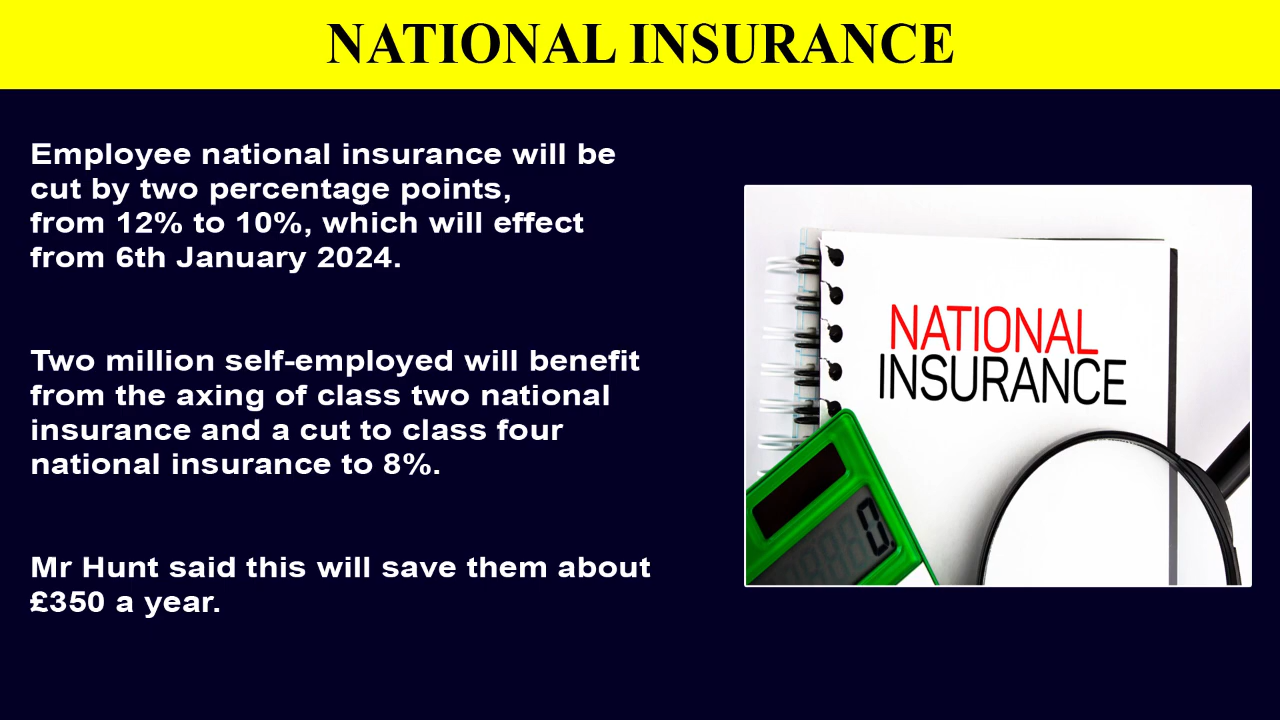 NATIONAL INSURANCE
Employee national insurance will be
cut by two percentage points,
from 12% to 10%, which will effect
from 6th January 2024.
Two million self-employed will benefit
from the axing of class two national
insurance and a cut to class four
national insurance to 8%.
Mr Hunt said this will save them about
£350 a year.
NATIONAL
INSURANCE